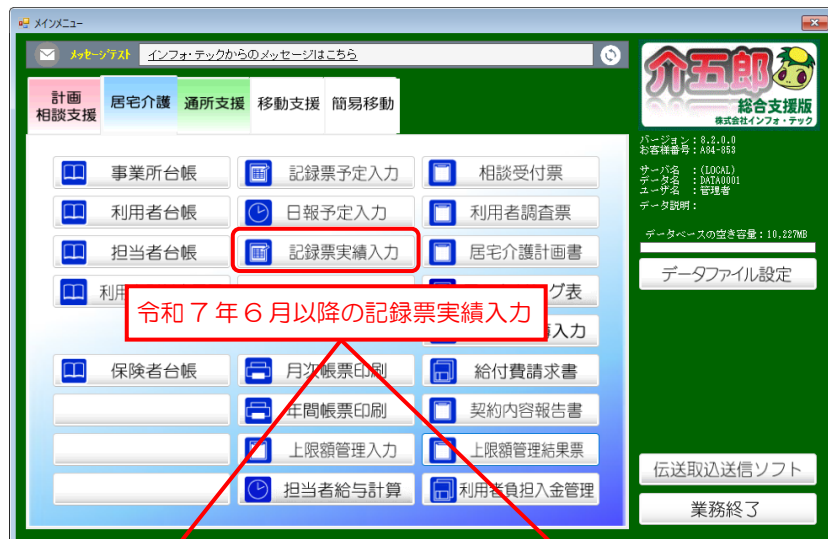 メインメニュー
メッセージテスト インフォ・テックからのメッセージはこちら
介五郎
総合支援版
株式会社インフォ・テック
計画
相談支援
居宅介護
通所支援
移動支援
簡易移動
バージョン：8.2.0.0
お客様番号：A84-853
サーバ名 ：(LOCAL)
データ名 ：DATA0001
ユーザ名 ：管理者
データ説明：
データベースの空き容量：10,227MB
データファイル設定
事業所台帳
記録票予定入力
相談受付票
利用者台帳
日報予定入力
利用者調査票
担当者台帳
記録票実績入力
居宅介護計画書
利用
グ表
令和７年６月以降の記録票実績入力
入力
保険者台帳
月次帳票印刷
給付費請求書
年間帳票印刷
契約内容報告書
上限額管理入力
上限額管理結果票
担当者給与計算
利用者負担入金管理
伝送取込送信ソフト
業務終了